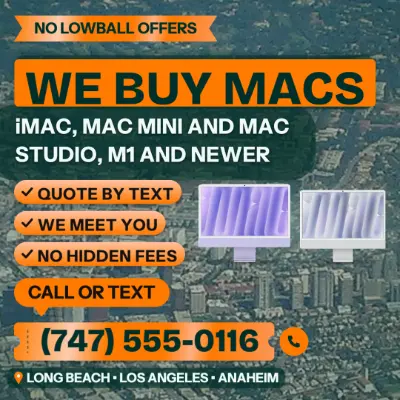 NO LOWBALL OFFERS
WE BUY MACS
iMAC, MAC MINI AND MAC
STUDIO, M1 AND NEWER
QUOTE BY TEXT
WE MEET YOU
NO HIDDEN FEES
CALL OR TEXT
(747) 555-0116
LONG BEACH • LOS ANGELES • ANAHEIM